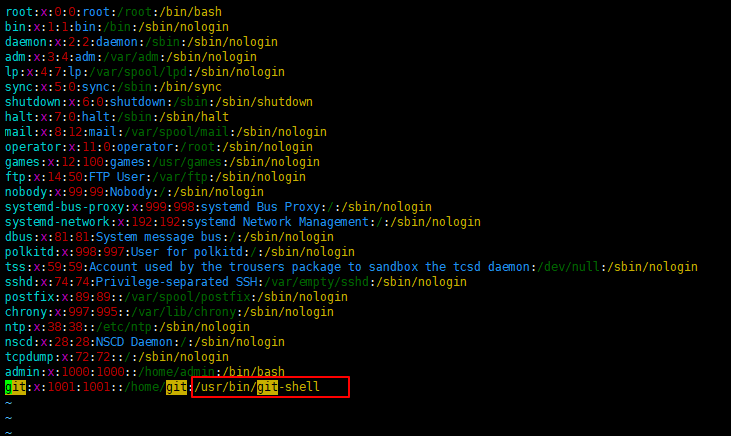 root:x:0:0:root:/root:/bin/bash
bin:x:1:1:bin:/bin:/sbin/nologin
daemon:x:2:2:daemon:/sbin:/sbin/nologin
adm:x:3:4:adm:/var/adm:/sbin/nologin
lp:x:4:7:lp:/var/spool/lpd:/sbin/nologin
sync:x:5:0:sync:/sbin:/bin/sync
shutdown:x:6:0:shutdown:/sbin:/sbin/shutdown
halt:x:7:0:halt:/sbin:/sbin/halt
mail:x:8:12:mail:/var/spool/mail:/sbin/nologin
operator:x:11:0:operator:/root:/sbin/nologin
games:x:12:100:games:/usr/games:/sbin/nologin
ftp:x:14:50:FTP User:/var/ftp:/sbin/nologin
nobody:x:99:99:Nobody:/:/sbin/nologin
systemd-bus-proxy:x:999:998:systemd Bus Proxy:/:/sbin/nologin
systemd-network:x:192:192:systemd Network Management:/:/sbin/nologin
dbus:x:81:81:System message bus:/:/sbin/nologin
polkitd:x:998:997:User for polkitd:/:/sbin/nologin
tss:x:59:59:Account used by the trousers package to sandbox the tcsd daemon:/dev/null:/sbin/nologin
sshd:x:74:74:Privilege-separated SSH:/var/empty/sshd:/sbin/nologin
postfix:x:89:89::/var/spool/postfix:/sbin/nologin
chrony:x:997:995::/var/lib/chrony:/sbin/nologin
ntp:x:38:38::/etc/ntp:/sbin/nologin
nscd:x:28:28:NSCD Daemon:/:/sbin/nologin
tcpdump:x:72:72::/:/sbin/nologin
admin:x:1000:1000::/home/admin:/bin/bash
git:x:1001:1001::/home/git:/usr/bin/git-shell
~
~
~